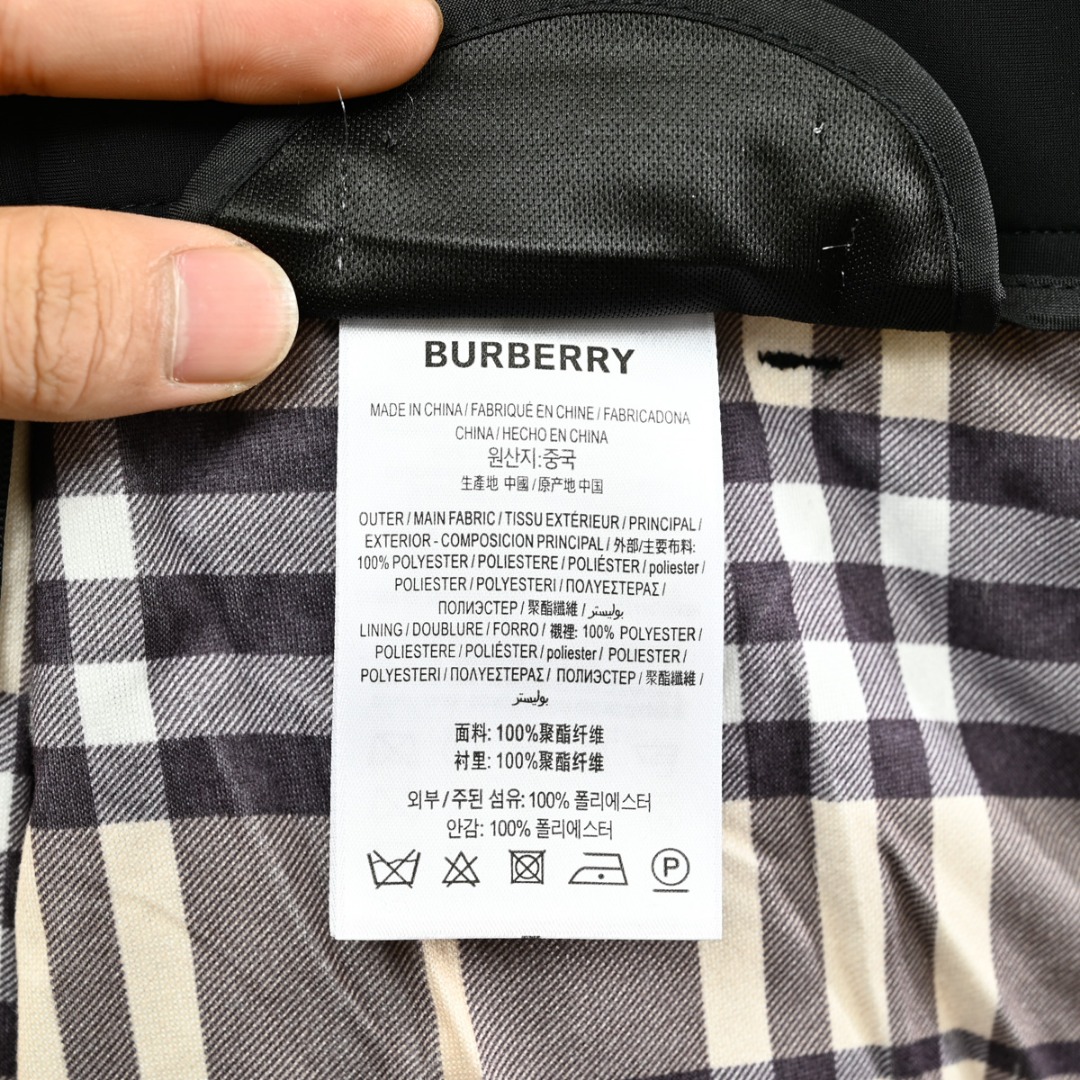 BURBERRY
MADE IN CHINA / FABRIQUÉ EN CHINE / FABRICADONA
CHINA / HECHO EN CHINA
원산지:중국
生產地 中國 / 原产地 中国
OUTER / MAIN FABRIC / TISSU EXTÉRIEUR / PRINCIPAL /
EXTERIOR - COMPOSICION PRINCIPAL / 外部/主要布料:
100% POLYESTER / POLIESTERE / POLIÉSTER / poliester /
POLIESTER / POLYESTERI / ΠΟΛΥΕΣΤΕΡΑΣ /
ПОЛИЭСТЕР / 聚酯纖維 / بوليستر
LINING / DOUBLURE / FORRO / 襯裡: 100% POLYESTER /
POLIESTERE / POLIÉSTER / poliester / POLIESTER /
POLYESTERI / ΠΟΛΥΕΣΤΕΡΑΣ / ПОЛИЭСТЕР / 聚酯纖維 /
بوليستر
面料: 100%聚酯纤维
衬里: 100%聚酯纤维
외부 / 주된 섬유: 100% 폴리에스터
안감: 100% 폴리에스터
P